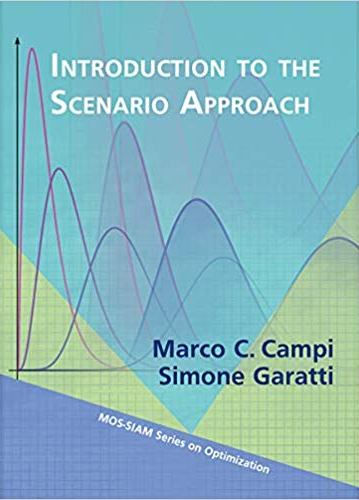 INTRODUCTION TO THE
SCENARIO APPROACH
Marco C. Campi
Simone Garatti
MOS-SIAM Series on Optimization